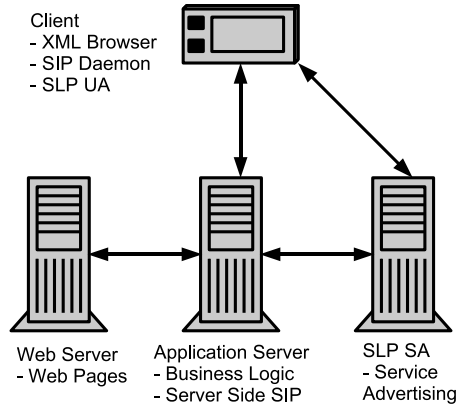 Client
- XML Browser
- SIP Daemon
- SLP UA
Web Server
- Web Pages
Application Server
- Business Logic
- Server Side SIP
SLP SA
- Service
Advertising